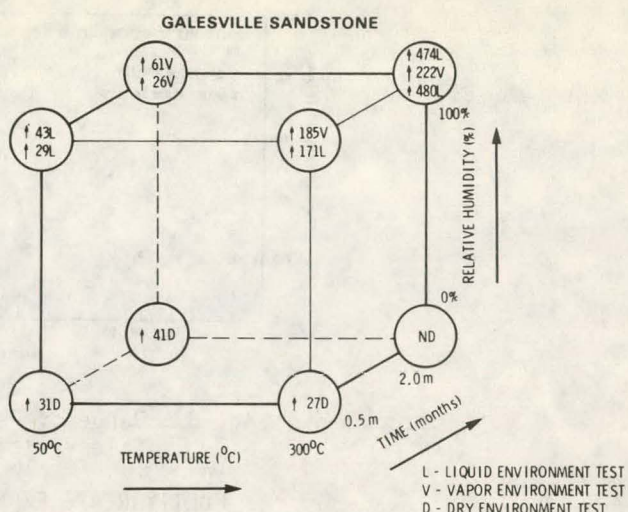 GALESVILLE SANDSTONE
↑ 61V
↑ 26V
↑ 474L
↑ 222V
↑ 480L
100%
↑ 43L
↑ 29L
↑ 185V
↑ 171L
RELATIVE HUMIDITY (%)
0%
↑ 41D
ND
2.0 m
↑ 31D
↑ 27D
0.5 m
TIME (months)
50°C
300°C
TEMPERATURE (°C)
L - LIQUID ENVIRONMENT TEST
V - VAPOR ENVIRONMENT TEST
D - DRY ENVIRONMENT TEST